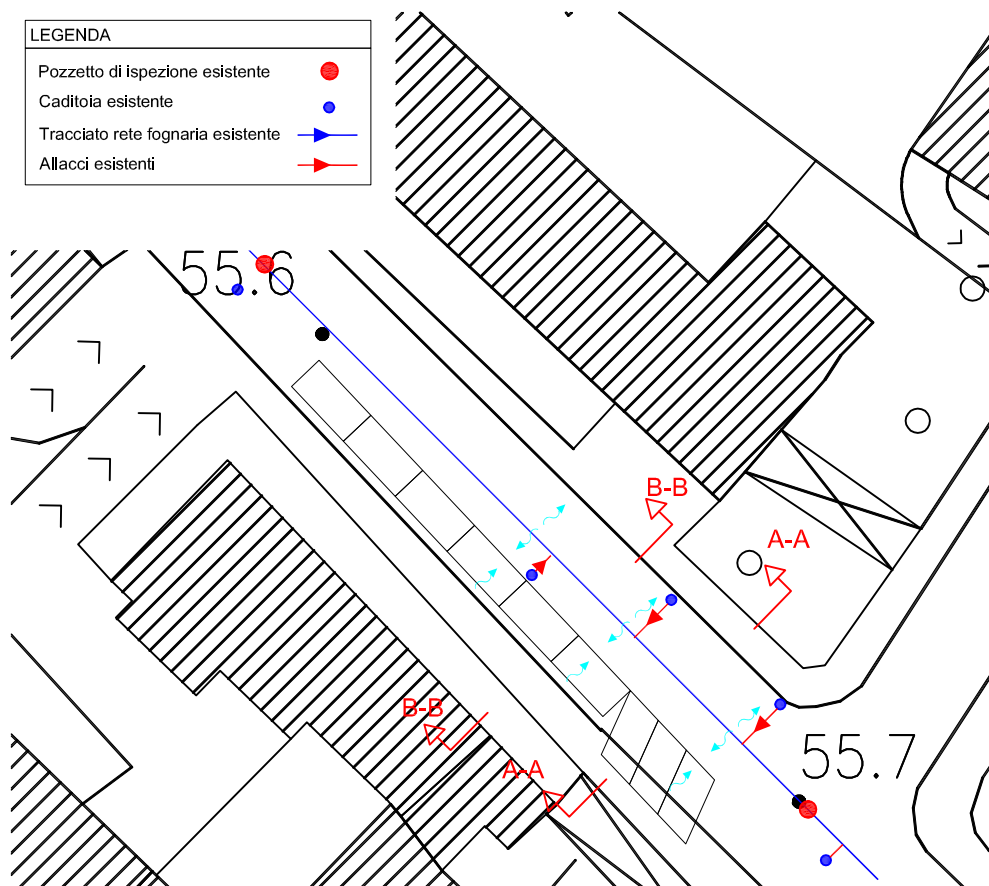 LEGENDA
Pozzetto di ispezione esistente
Caditoia esistente
Tracciato rete fognaria esistente
Allacci esistenti
55.6
B-B
A-A
B-B
55.7
A-A